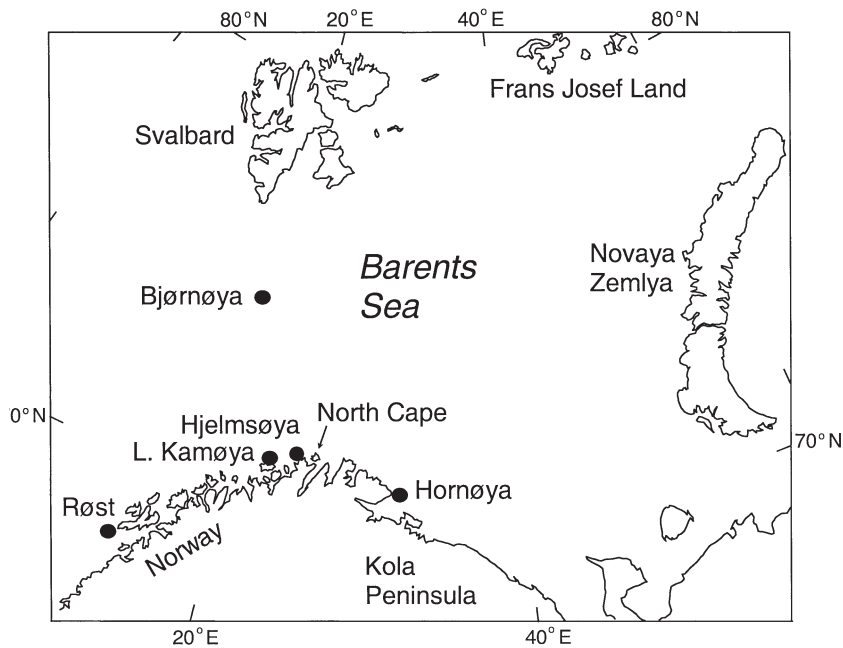 80°N 20°E 40°E 80°N
Frans Josef Land
Svalbard
Barents
Sea
Novaya
Zemlya
Bjørnøya
0°N
North Cape
Hjelmsøya
L. Kamøya
70°N
Hornøya
Røst
Norway
Kola
Peninsula
20°E 40°E